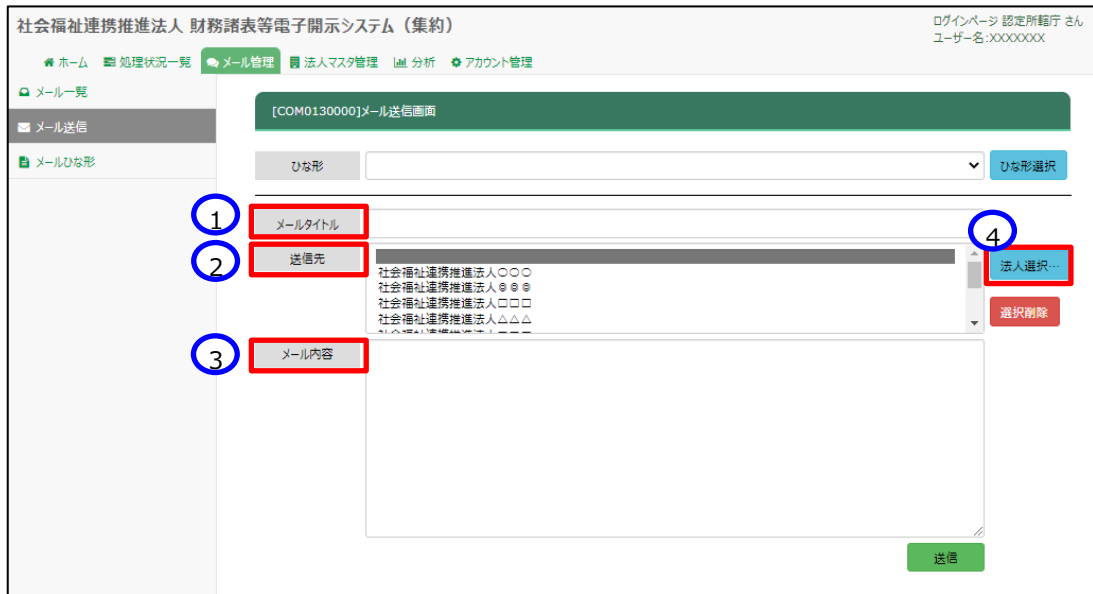 社会福祉連携推進法人 財務諸表等電子開示システム（集約）
ログインページ 認定所轄庁 さん
ユーザー名:XXXXXXX
ホーム 処理状況一覧 メール管理 法人マスタ管理 分析 アカウント管理
メール一覧
メール送信
メールひな形
[COM0130000]メール送信画面
ひな形 ひな形選択
1 メールタイトル
2 送信先
4 法人選択…
社会福祉連携推進法人○○○
社会福祉連携推進法人◎◎◎
社会福祉連携推進法人□□□
社会福祉連携推進法人△△△
選択削除
3 メール内容
送信